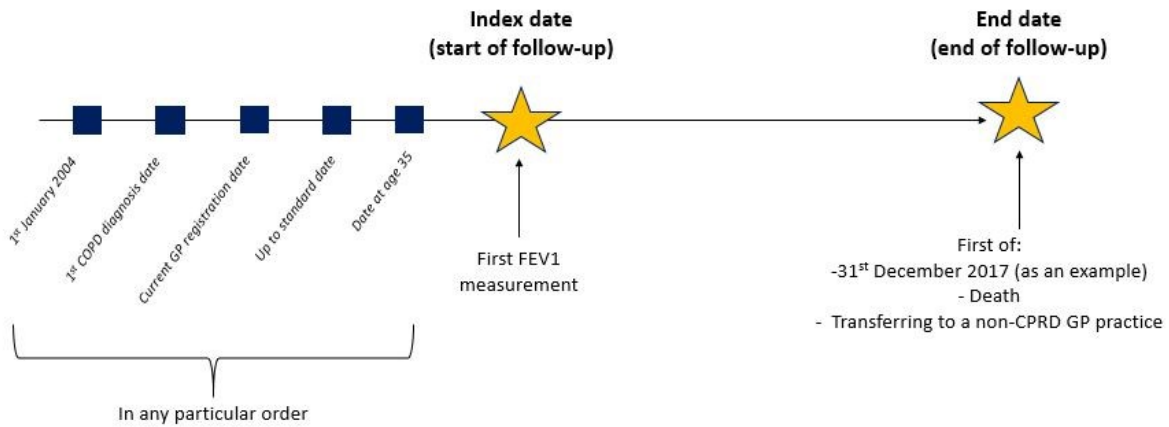 Index date
(start of follow-up)
End date
(end of follow-up)
1st January 2004
1st COPD diagnosis date
Current GP registration date
Up to standard date
Date at age 35
First FEV1
measurement
First of:
-31st December 2017 (as an example)
- Death
- Transferring to a non-CPRD GP practice
In any particular order